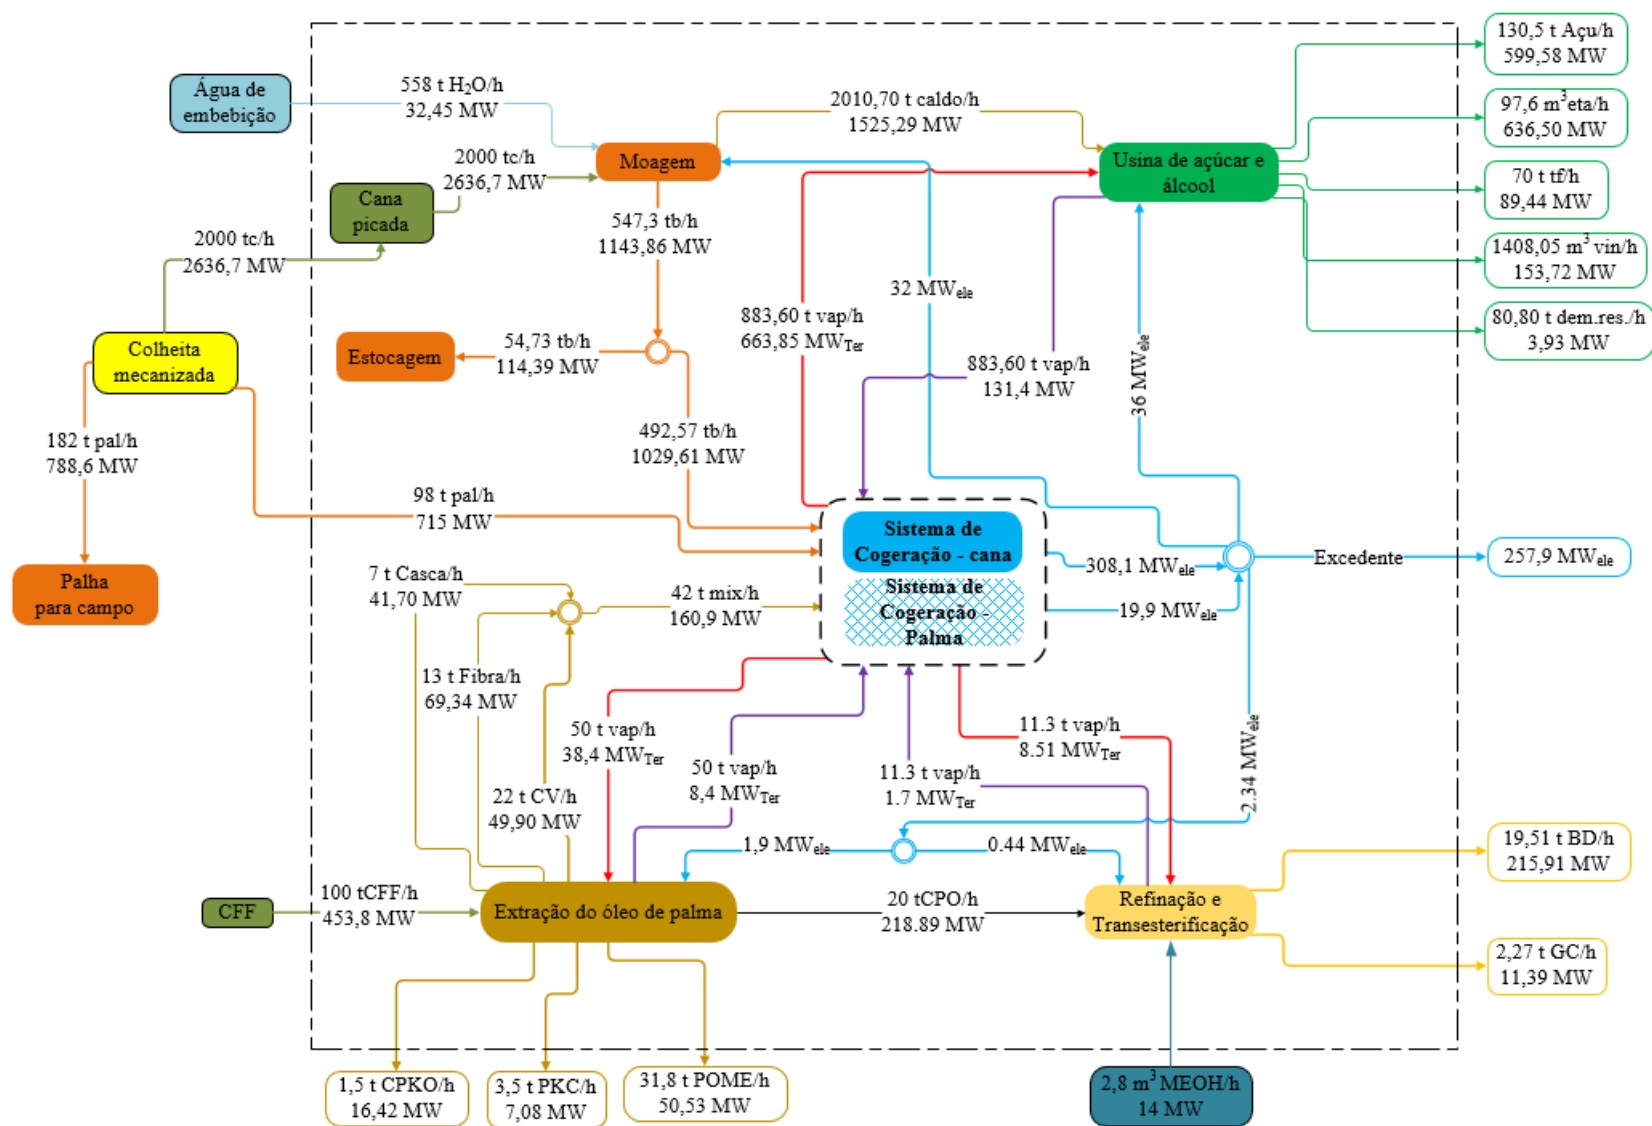 130,5 t Açu/h
599,58 MW
Água de
embebição
558 t H₂O/h
32,45 MW
2010,70 t caldo/h
1525,29 MW
97,6 m³eta/h
636,50 MW
2000 tc/h
2636,7 MW
Moagem
Usina de açúcar e
álcool
70 t tf/h
89,44 MW
Cana
picada
547,3 tb/h
1143,86 MW
2000 tc/h
2636,7 MW
1408,05 m³ vin/h
153,72 MW
32 MWele
883,60 t vap/h
663,85 MWTer
80,80 t dem.res./h
3,93 MW
Colheita
mecanizada
Estocagem
54,73 tb/h
114,39 MW
883,60 t vap/h
131,4 MW
36 MWele
182 t pal/h
788,6 MW
492,57 tb/h
1029,61 MW
98 t pal/h
715 MW
Sistema de
Cogeração - cana
Sistema de
Cogeração -
Palma
308,1 MWele
19,9 MWele
Excedente
257,9 MWele
Palha
para campo
7 t Casca/h
41,70 MW
42 t mix/h
160,9 MW
13 t Fibra/h
69,34 MW
50 t vap/h
38,4 MWTer
50 t vap/h
8,4 MWTer
11.3 t vap/h
8.51 MWTer
11.3 t vap/h
1.7 MWTer
2.34 MWele
22 t CV/h
49,90 MW
1,9 MWele
0.44 MWele
19,51 t BD/h
215,91 MW
CFF
100 tCFF/h
453,8 MW
Extração do óleo de palma
20 tCPO/h
218.89 MW
Refinação e
Transesterificação
2,27 t GC/h
11,39 MW
1,5 t CPKO/h
16,42 MW
3,5 t PKC/h
7,08 MW
31,8 t POME/h
50,53 MW
2,8 m³ MEOH/h
14 MW